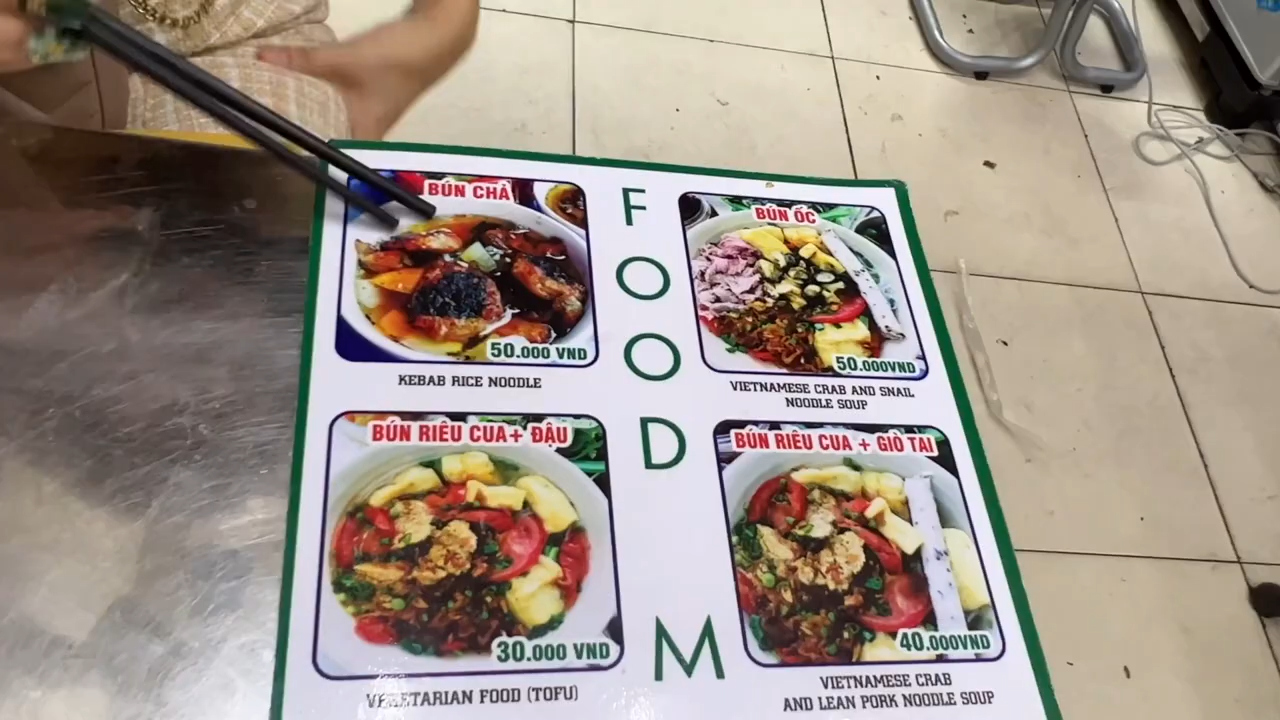 BÚN CHẢ
50.000 VND
KEBAB RICE NOODLE
BÚN ỐC
50.000VND
VIETNAMESE CRAB AND SNAIL
NOODLE SOUP
FOOD M
BÚN RIÊU CUA+ ĐẬU
30.000 VND
VEGETARIAN FOOD (TOFU)
BÚN RIÊU CUA + GIÒ TAI
40.000VND
VIETNAMESE CRAB
AND LEAN PORK NOODLE SOUP